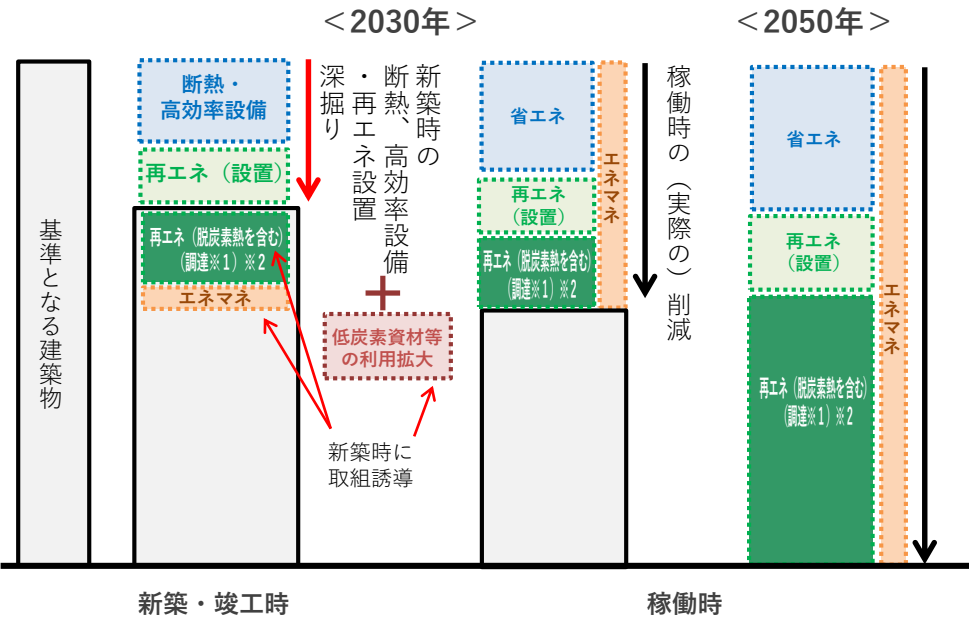 ＜2030年＞
＜2050年＞
基準となる建築物
断熱・
高効率設備
再エネ（設置）
再エネ（脱炭素熱を含む）
（調達※１）※２
エネマネ
新築時の
断熱、高効率設備
・再エネ設置
深掘り
＋
低炭素資材等
の利用拡大
新築時に
取組誘導
省エネ
再エネ
（設置）
再エネ（脱炭素熱を含む）
（調達※１）※２
エネマネ
稼働時の（実際の）削減
省エネ
再エネ
（設置）
再エネ（脱炭素熱を含む）
（調達※１）※２
エネマネ
新築・竣工時
稼働時